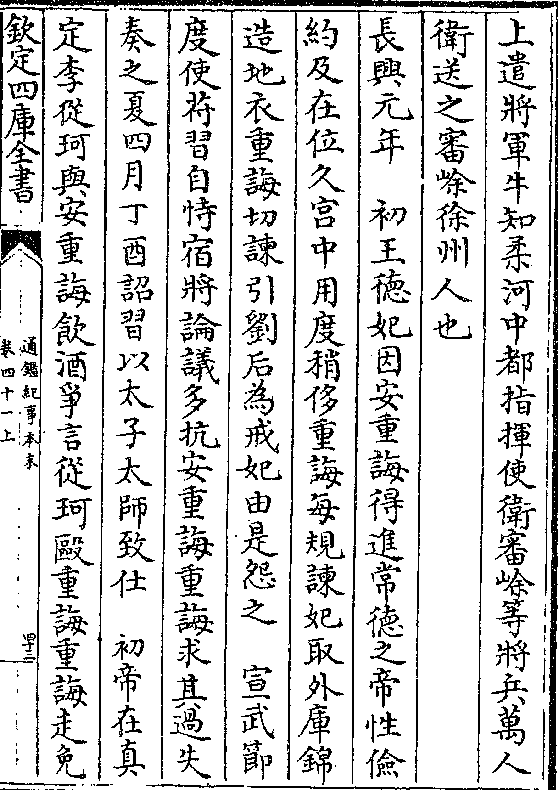 上遣將軍牛知柔河中都指揮使衛審㟮等將兵萬人
衛送之審㟮徐州人也
長興元年　初王德妃因安重誨得進常德之帝性儉
約及在位久宫中用度稍侈重誨每規諫妃取外庫錦
造地衣重誨切諫引劉后為戒妃由是怨之　宣武節
度使苻習自恃宿將論議多抗安重誨重誨求其過失
奏之夏四月丁酉詔習以太子太師致仕　初帝在真
定李從珂與安重誨飲酒爭言從珂毆重誨重誨走免
欽定四庫全書
通鑑紀事本末
卷四十一上
四三